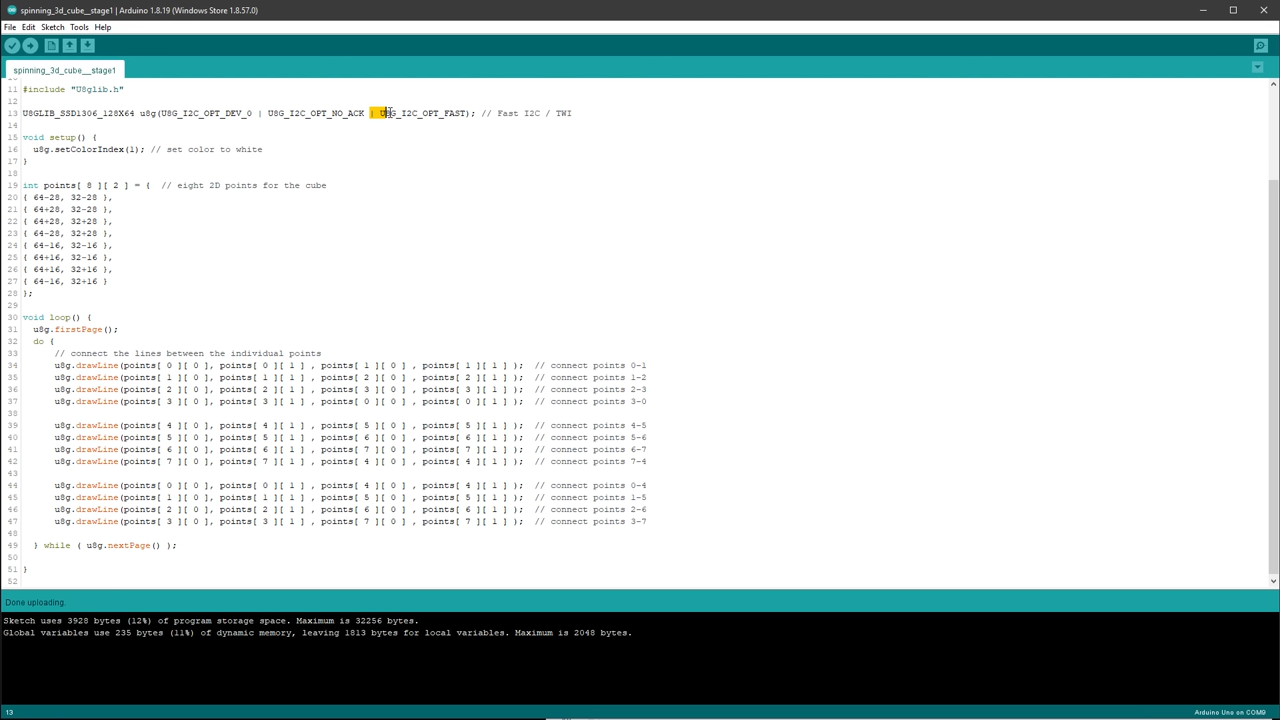 spinning_3d_cube__stage1 | Arduino 1.8.19 (Windows Store 1.8.57.0)
File Edit Sketch Tools Help
spinning_3d_cube__stage1
11 #include "U8glib.h"
12
13 U8GLIB_SSD1306_128X64 u8g(U8G_I2C_OPT_DEV_0 | U8G_I2C_OPT_NO_ACK | U8G_I2C_OPT_FAST); // Fast I2C / TWI
14
15 void setup() {
16 u8g.setColorIndex(1); // set color to white
17 }
18
19 int points[ 8 ][ 2 ] = { // eight 2D points for the cube
20 { 64-28, 32-28 },
21 { 64+28, 32-28 },
22 { 64+28, 32+28 },
23 { 64-28, 32+28 },
24 { 64-16, 32-16 },
25 { 64+16, 32-16 },
26 { 64+16, 32+16 },
27 { 64-16, 32+16 }
28 };
29
30 void loop() {
31 u8g.firstPage();
32 do {
33 // connect the lines between the individual points
34 u8g.drawLine(points[ 0 ][ 0 ], points[ 0 ][ 1 ] , points[ 1 ][ 0 ] , points[ 1 ][ 1 ] ); // connect points 0-1
35 u8g.drawLine(points[ 1 ][ 0 ], points[ 1 ][ 1 ] , points[ 2 ][ 0 ] , points[ 2 ][ 1 ] ); // connect points 1-2
36 u8g.drawLine(points[ 2 ][ 0 ], points[ 2 ][ 1 ] , points[ 3 ][ 0 ] , points[ 3 ][ 1 ] ); // connect points 2-3
37 u8g.drawLine(points[ 3 ][ 0 ], points[ 3 ][ 1 ] , points[ 0 ][ 0 ] , points[ 0 ][ 1 ] ); // connect points 3-0
38
39 u8g.drawLine(points[ 4 ][ 0 ], points[ 4 ][ 1 ] , points[ 5 ][ 0 ] , points[ 5 ][ 1 ] ); // connect points 4-5
40 u8g.drawLine(points[ 5 ][ 0 ], points[ 5 ][ 1 ] , points[ 6 ][ 0 ] , points[ 6 ][ 1 ] ); // connect points 5-6
41 u8g.drawLine(points[ 6 ][ 0 ], points[ 6 ][ 1 ] , points[ 7 ][ 0 ] , points[ 7 ][ 1 ] ); // connect points 6-7
42 u8g.drawLine(points[ 7 ][ 0 ], points[ 7 ][ 1 ] , points[ 4 ][ 0 ] , points[ 4 ][ 1 ] ); // connect points 7-4
43
44 u8g.drawLine(points[ 0 ][ 0 ], points[ 0 ][ 1 ] , points[ 4 ][ 0 ] , points[ 4 ][ 1 ] ); // connect points 0-4
45 u8g.drawLine(points[ 1 ][ 0 ], points[ 1 ][ 1 ] , points[ 5 ][ 0 ] , points[ 5 ][ 1 ] ); // connect points 1-5
46 u8g.drawLine(points[ 2 ][ 0 ], points[ 2 ][ 1 ] , points[ 6 ][ 0 ] , points[ 6 ][ 1 ] ); // connect points 2-6
47 u8g.drawLine(points[ 3 ][ 0 ], points[ 3 ][ 1 ] , points[ 7 ][ 0 ] , points[ 7 ][ 1 ] ); // connect points 3-7
48
49 } while ( u8g.nextPage() );
50
51 }
52
Done uploading.
Sketch uses 3928 bytes (12%) of program storage space. Maximum is 32256 bytes.
Global variables use 235 bytes (11%) of dynamic memory, leaving 1813 bytes for local variables. Maximum is 2048 bytes.
13 Arduino Uno on COM9